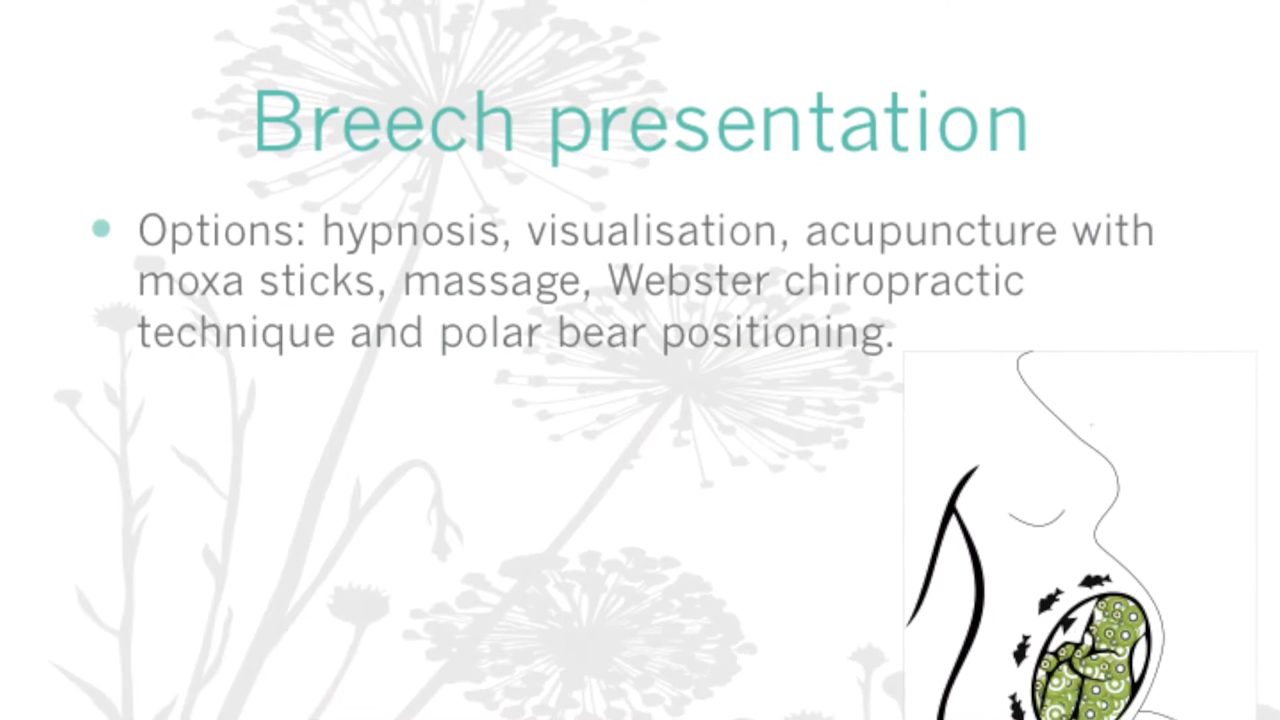 Breech presentation
Options: hypnosis, visualisation, acupuncture with
moxa sticks, massage, Webster chiropractic
technique and polar bear positioning.